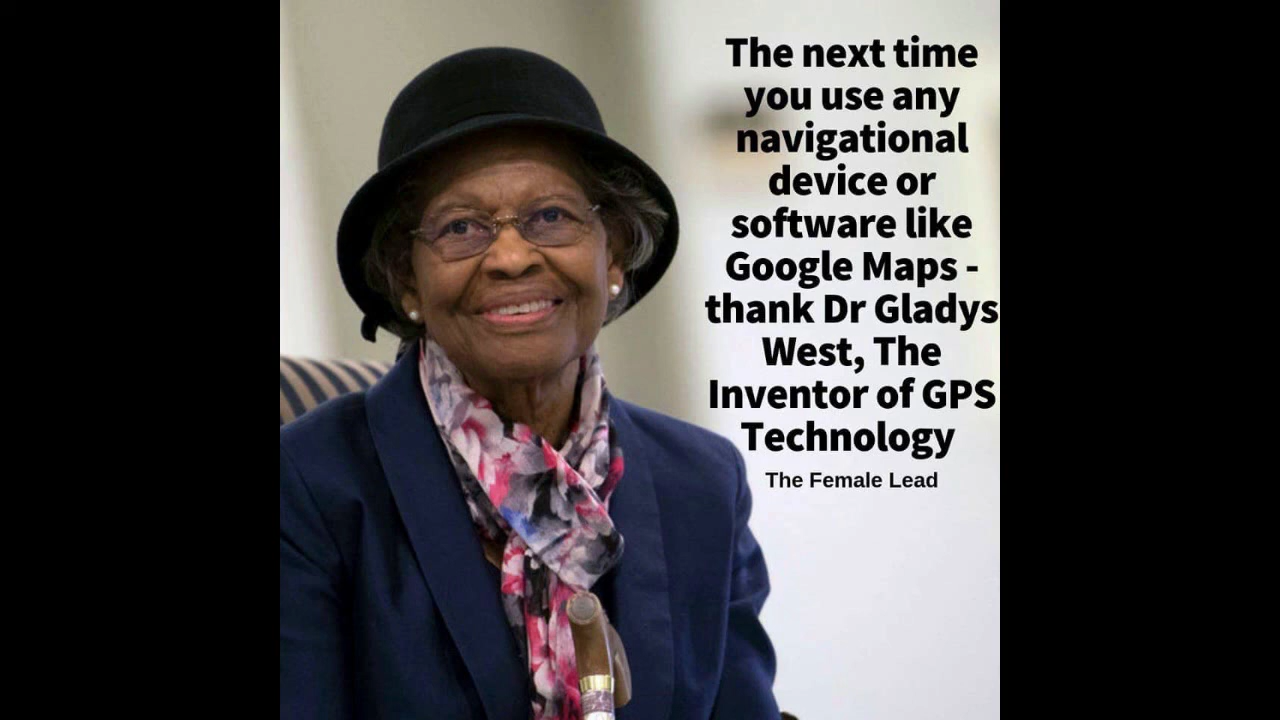 The next time
you use any
navigational
device or
software like
Google Maps -
thank Dr Gladys
West, The
Inventor of GPS
Technology
The Female Lead